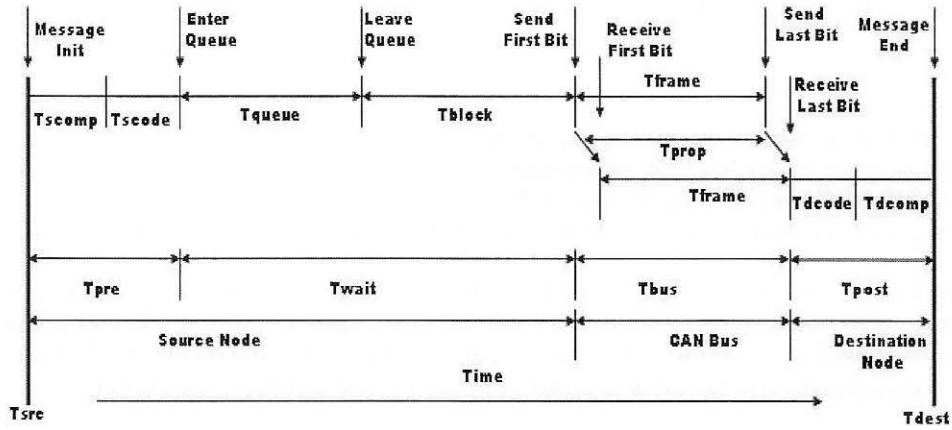 Message
Init
Enter
Queue
Leave
Queue
Send
First Bit
Receive
First Bit
Send
Last Bit
Message
End
Receive
Last Bit
Tscomp
Tscode
Tqueue
Tblock
Tframe
Tprop
Tframe
Tdcode
Tdcomp
Tpre
Twait
Tbus
Tpost
Source Node
CAN Bus
Destination
Node
Time
Tsrc
Tdest